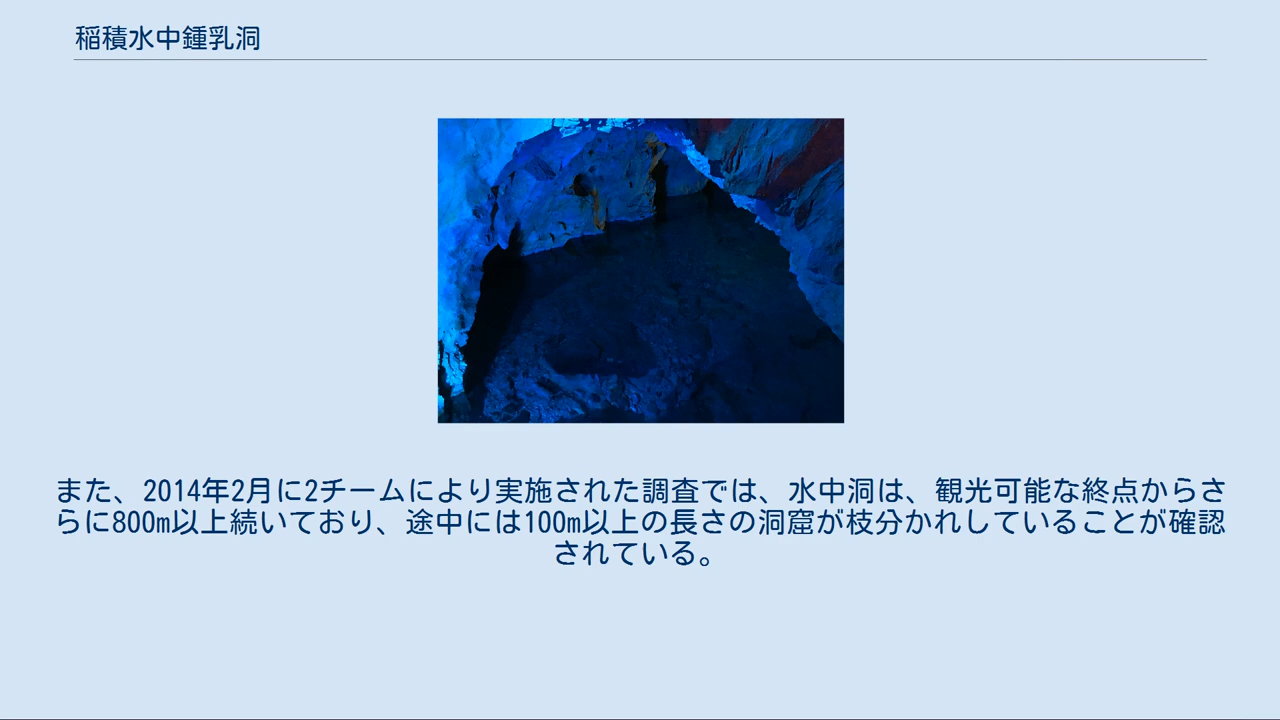 稲積水中鍾乳洞
また、2014年2月に2チームにより実施された調査では、水中洞は、観光可能な終点からさ
らに800m以上続いており、途中には100m以上の長さの洞窟が枝分かれしていることが確認
されている。